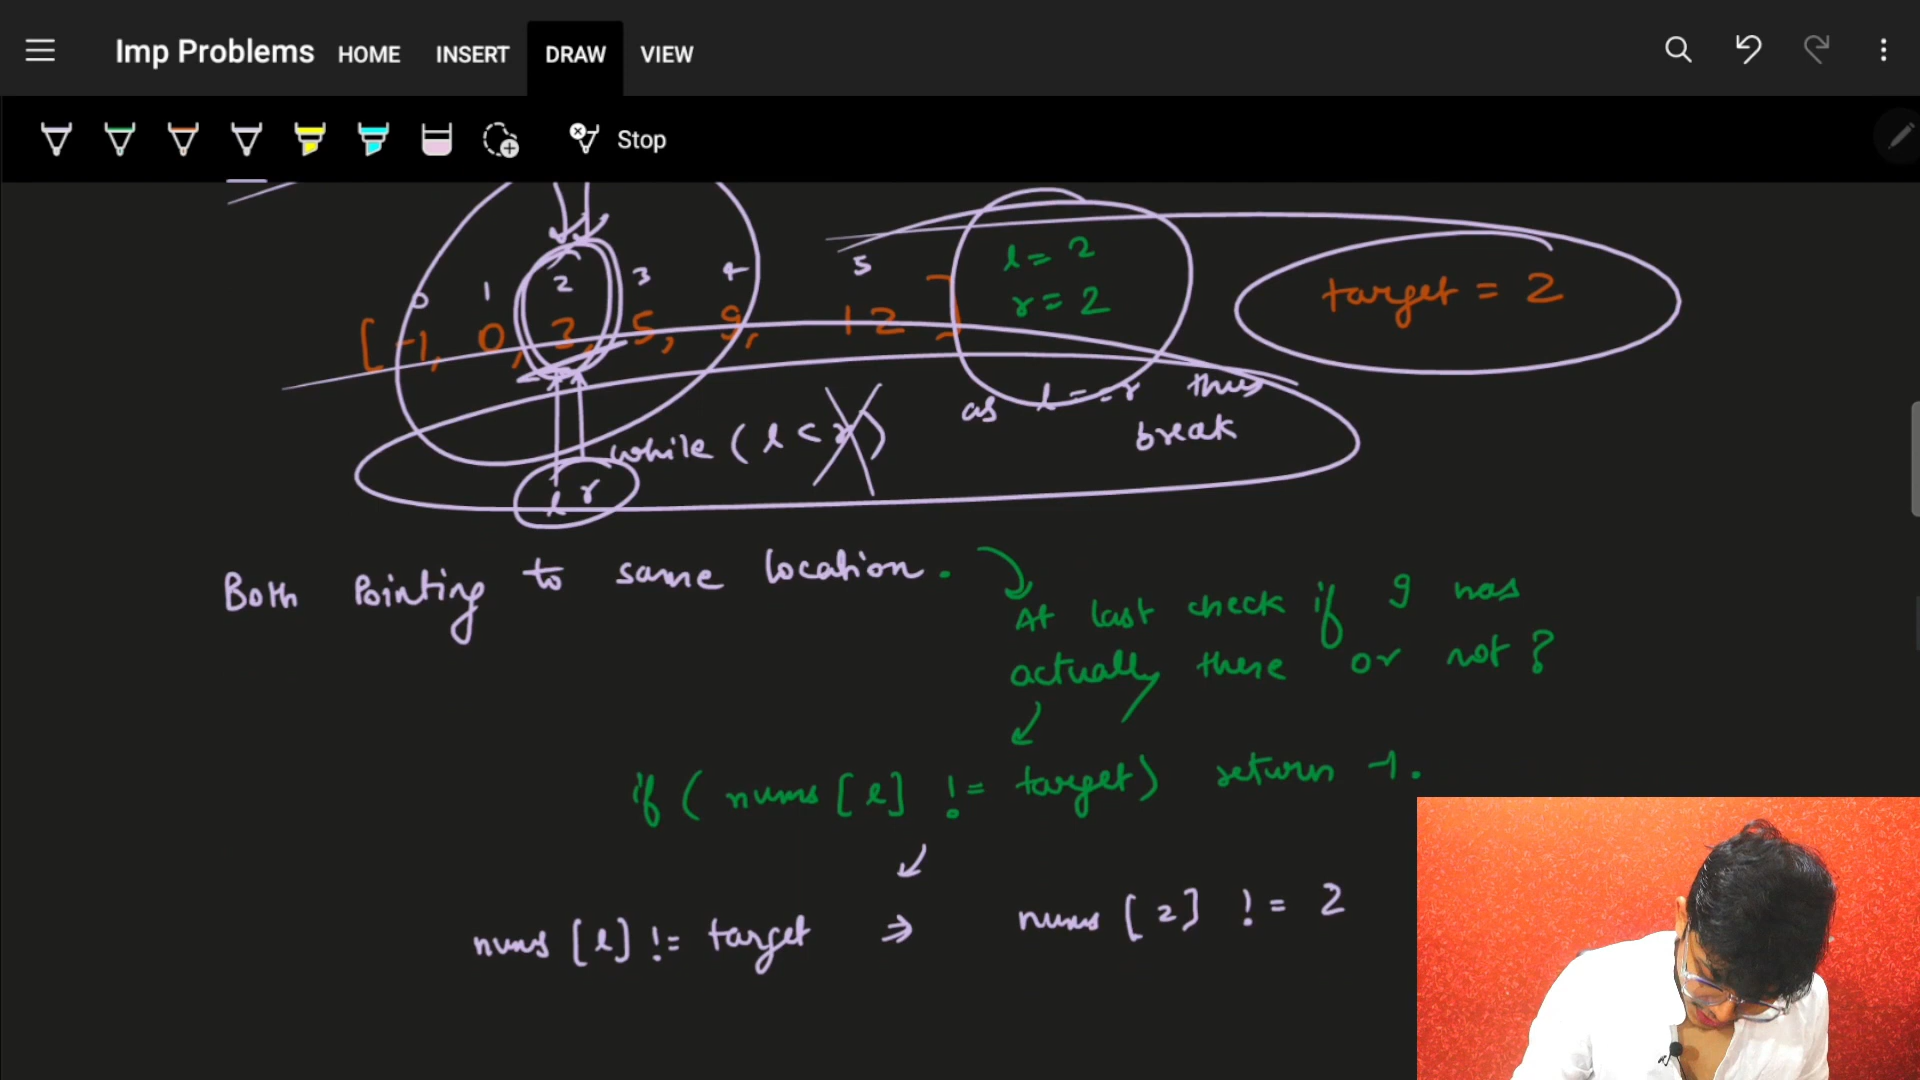 Imp Problems HOME INSERT DRAW VIEW
Stop
0 1 2 3 4 5
[-1, 0, 3, 5, 9, 12]
l = 2
r = 2
target = 2
while (l < r)
as l == r thus
break
l r
Both Pointing to same location.
At last check if 9 was
actually there or not?
if ( nums [l] != target) return -1.
nums [l] != target ⇒ nums [2] != 2